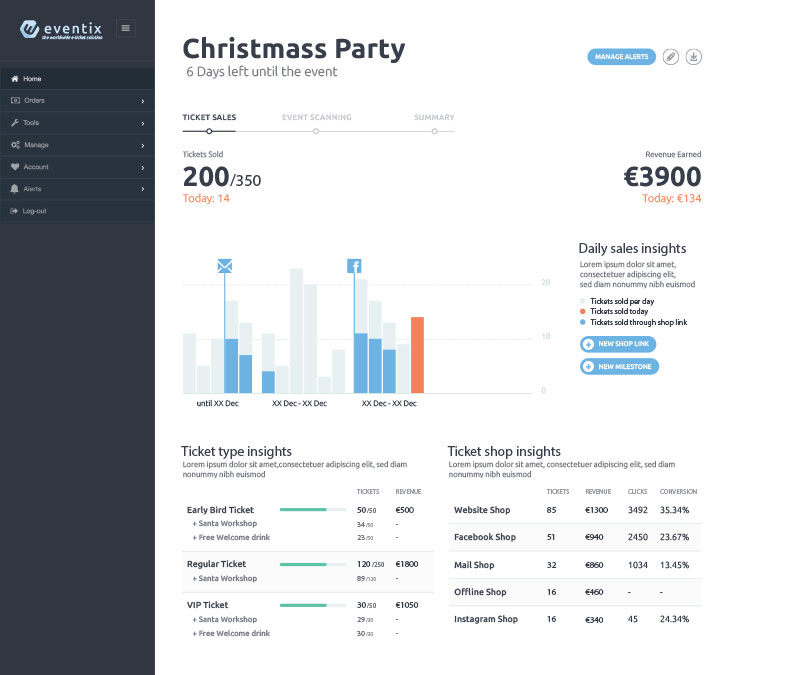 eventix
the worldwide e-ticket solution
Home
Orders
Tools
Manage
Account
Alerts
Log-out
Christmass Party
6 Days left until the event
MANAGE ALERTS
TICKET SALES EVENT SCANNING SUMMARY
Tickets Sold
200/350
Today: 14
Revenue Earned
€3900
Today: €134
20
10
0
until XX Dec XX Dec - XX Dec XX Dec - XX Dec
Daily sales insights
Lorem ipsum dolor sit amet,
consectetuer adipiscing elit,
sed diam nonummy nibh euismod
Tickets sold per day
Tickets sold today
Tickets sold through shop link
NEW SHOP LINK
NEW MILESTONE
Ticket type insights
Lorem ipsum dolor sit amet,consectetuer adipiscing elit, sed diam
nonummy nibh euismod
TICKETS REVENUE
Early Bird Ticket 50/50 €500
+ Santa Workshop 34/50 -
+ Free Welcome drink 23/50 -
Regular Ticket 120/250 €1800
+ Santa Workshop 89/120 -
VIP Ticket 30/50 €1050
+ Santa Workshop 29/50 -
+ Free Welcome drink 30/50 -
Ticket shop insights
Lorem ipsum dolor sit amet, consectetuer adipiscing elit, sed diam
nonummy nibh euismod
TICKETS REVENUE CLICKS CONVERSION
Website Shop 85 €1300 3492 35.34%
Facebook Shop 51 €940 2450 23.67%
Mail Shop 32 €860 1034 13.45%
Offline Shop 16 €460 - -
Instagram Shop 16 €340 45 24.34%